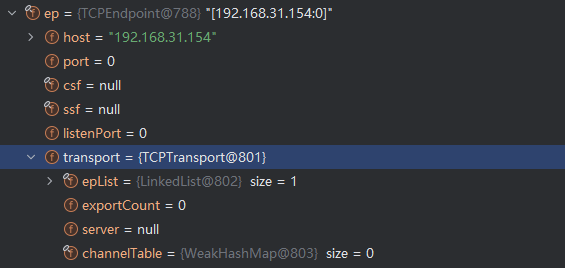 ep = {TCPEndpoint@788} "[192.168.31.154:0]"
host = "192.168.31.154"
port = 0
csf = null
ssf = null
listenPort = 0
transport = {TCPTransport@801}
epList = {LinkedList@802} size = 1
exportCount = 0
server = null
channelTable = {WeakHashMap@803} size = 0